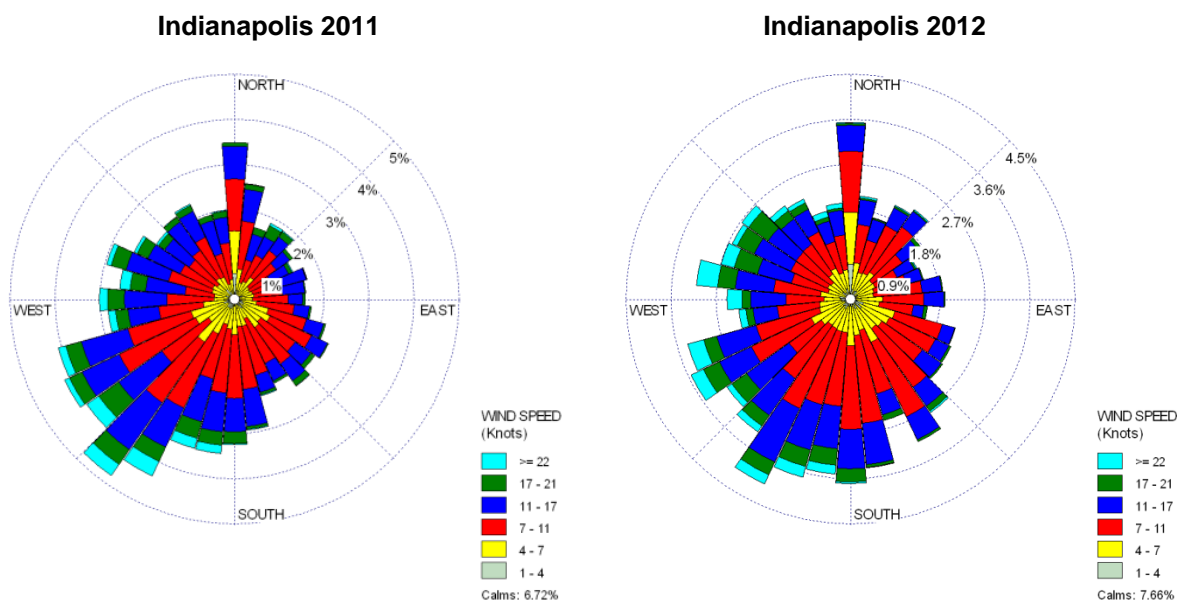 Indianapolis 2011
NORTH
5%
4%
3%
2%
1%
WEST
EAST
SOUTH
WIND SPEED
(Knots)
>= 22
17 - 21
11 - 17
7 - 11
4 - 7
1 - 4
Calms: 6.72%
Indianapolis 2012
NORTH
4.5%
3.6%
2.7%
1.8%
0.9%
WEST
EAST
SOUTH
WIND SPEED
(Knots)
>= 22
17 - 21
11 - 17
7 - 11
4 - 7
1 - 4
Calms: 7.66%